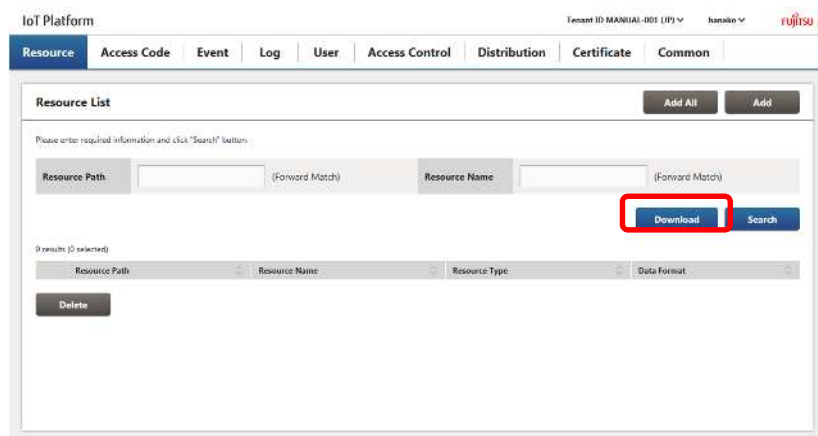 IoT Platform Tenant ID MANUAL-001 (JP) hanako FUJITSU
Resource Access Code Event Log User Access Control Distribution Certificate Common
Resource List Add All Add
Please enter required information and click "Search" button.
Resource Path (Forward Match) Resource Name (Forward Match)
Download Search
0 results (0 selected)
Resource Path Resource Name Resource Type Data Format
Delete